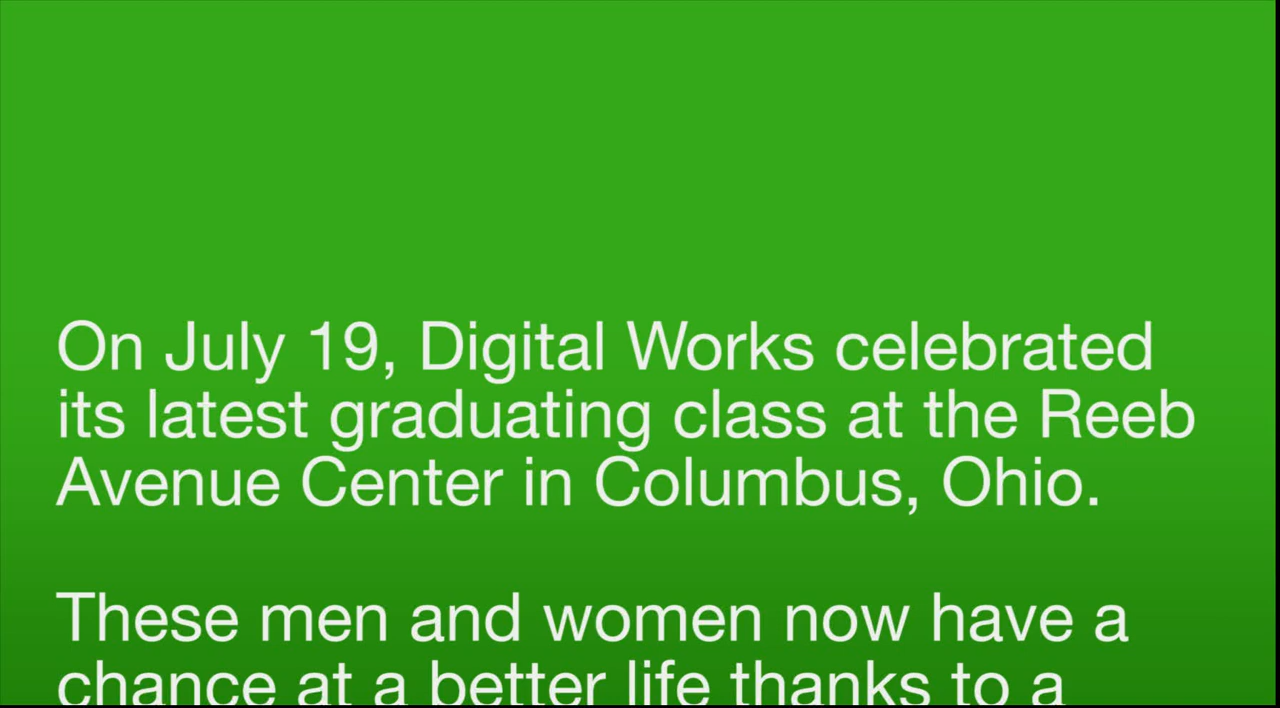 On July 19, Digital Works celebrated
its latest graduating class at the Reeb
Avenue Center in Columbus, Ohio.
These men and women now have a
chance at a better life thanks to a